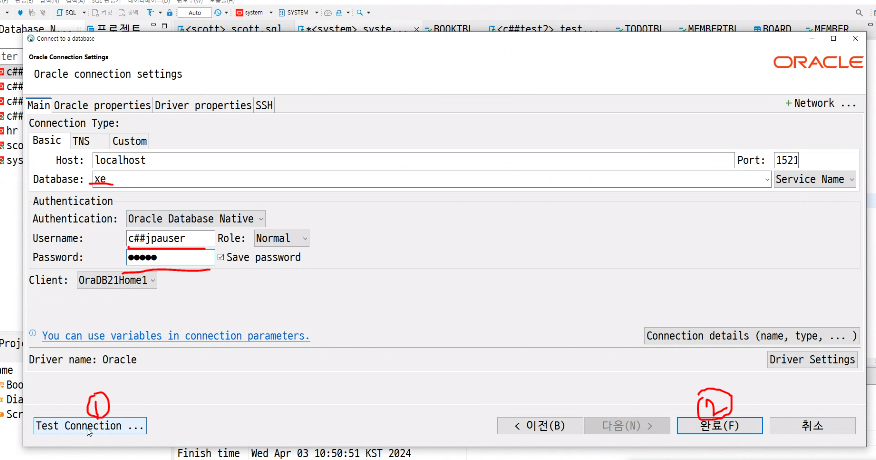 SQL
Auto
system
SYSTEM
Database N...
프로젝트
<scott> scott.sql
*<system> syste...
BOOKTBL
<c##test2> test...
TODOTBL
MEMBERTBL
BOARD
MEMBER
Connect to a database
Oracle Connection Settings
Oracle connection settings
ORACLE
Main
Oracle properties
Driver properties
SSH
+ Network ...
Connection Type:
Basic
TNS
Custom
Host: localhost
Port: 1521
Database: xe
Service Name
Authentication
Authentication: Oracle Database Native
Username: c##jpauser
Role: Normal
Password: ●●●●●
Save password
Client: OraDB21Home1
You can use variables in connection parameters.
Connection details (name, type, ... )
Driver name: Oracle
Driver Settings
1
2
Test Connection ...
< 이전(B)
다음(N) >
완료(F)
취소
c##
c##
c##
c##
hr
sco
sys
Proj
ame
Boo
Dia
Scr
Finish time
Wed Apr 03 10:50:51 KST 2024